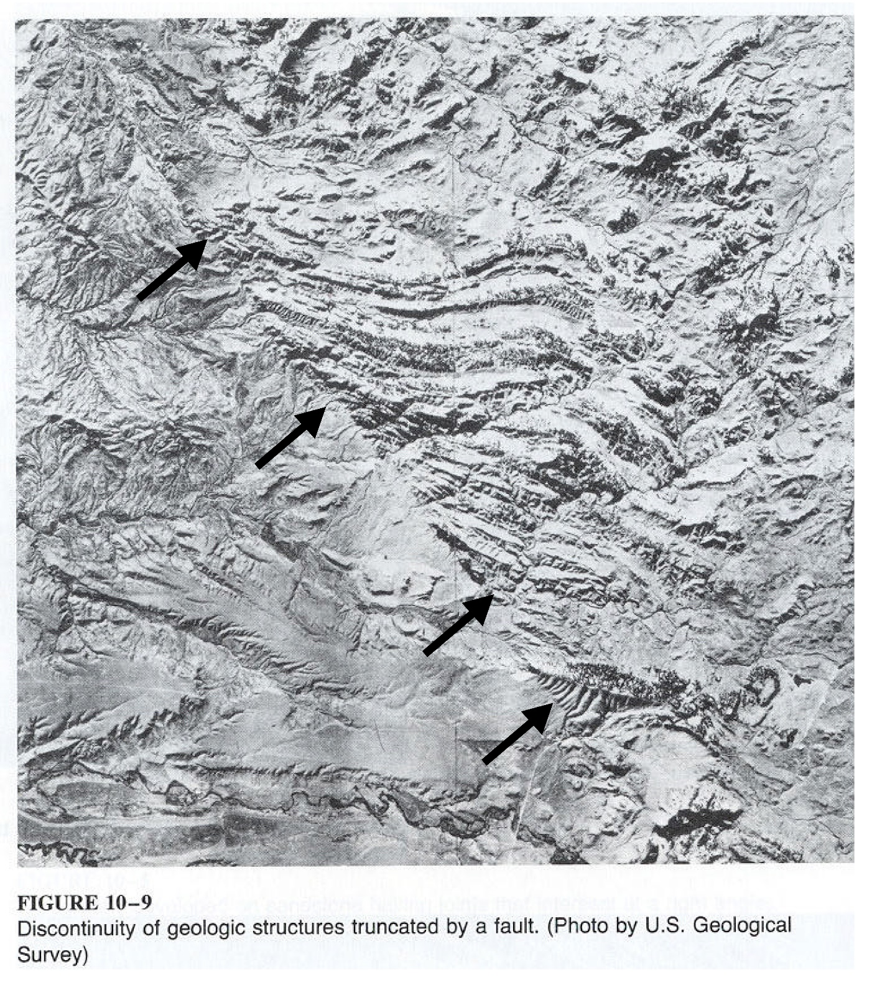 FIGURE 10–9
Discontinuity of geologic structures truncated by a fault. (Photo by U.S. Geological
Survey)